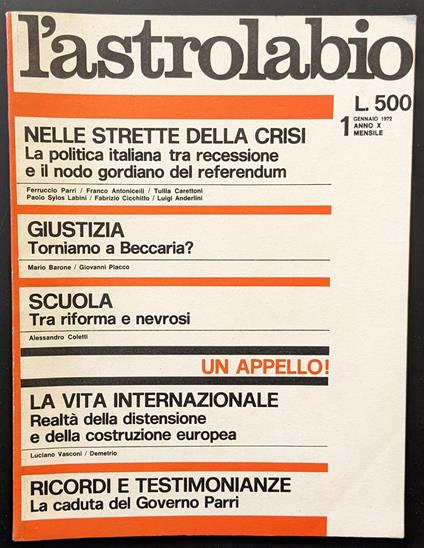 l'astrolabio
L. 500
1 GENNAIO 1972
ANNO X
MENSILE
NELLE STRETTE DELLA CRISI
La politica italiana tra recessione
e il nodo gordiano del referendum
Ferruccio Parri / Franco Antonicelli / Tullia Carettoni
Paolo Sylos Labini / Fabrizio Cicchitto / Luigi Anderlini
GIUSTIZIA
Torniamo a Beccaria?
Mario Barone / Giovanni Placco
SCUOLA
Tra riforma e nevrosi
Alessandro Coletti
UN APPELLO!
LA VITA INTERNAZIONALE
Realtà della distensione
e della costruzione europea
Luciano Vasconi / Demetrio
RICORDI E TESTIMONIANZE
La caduta del Governo Parri